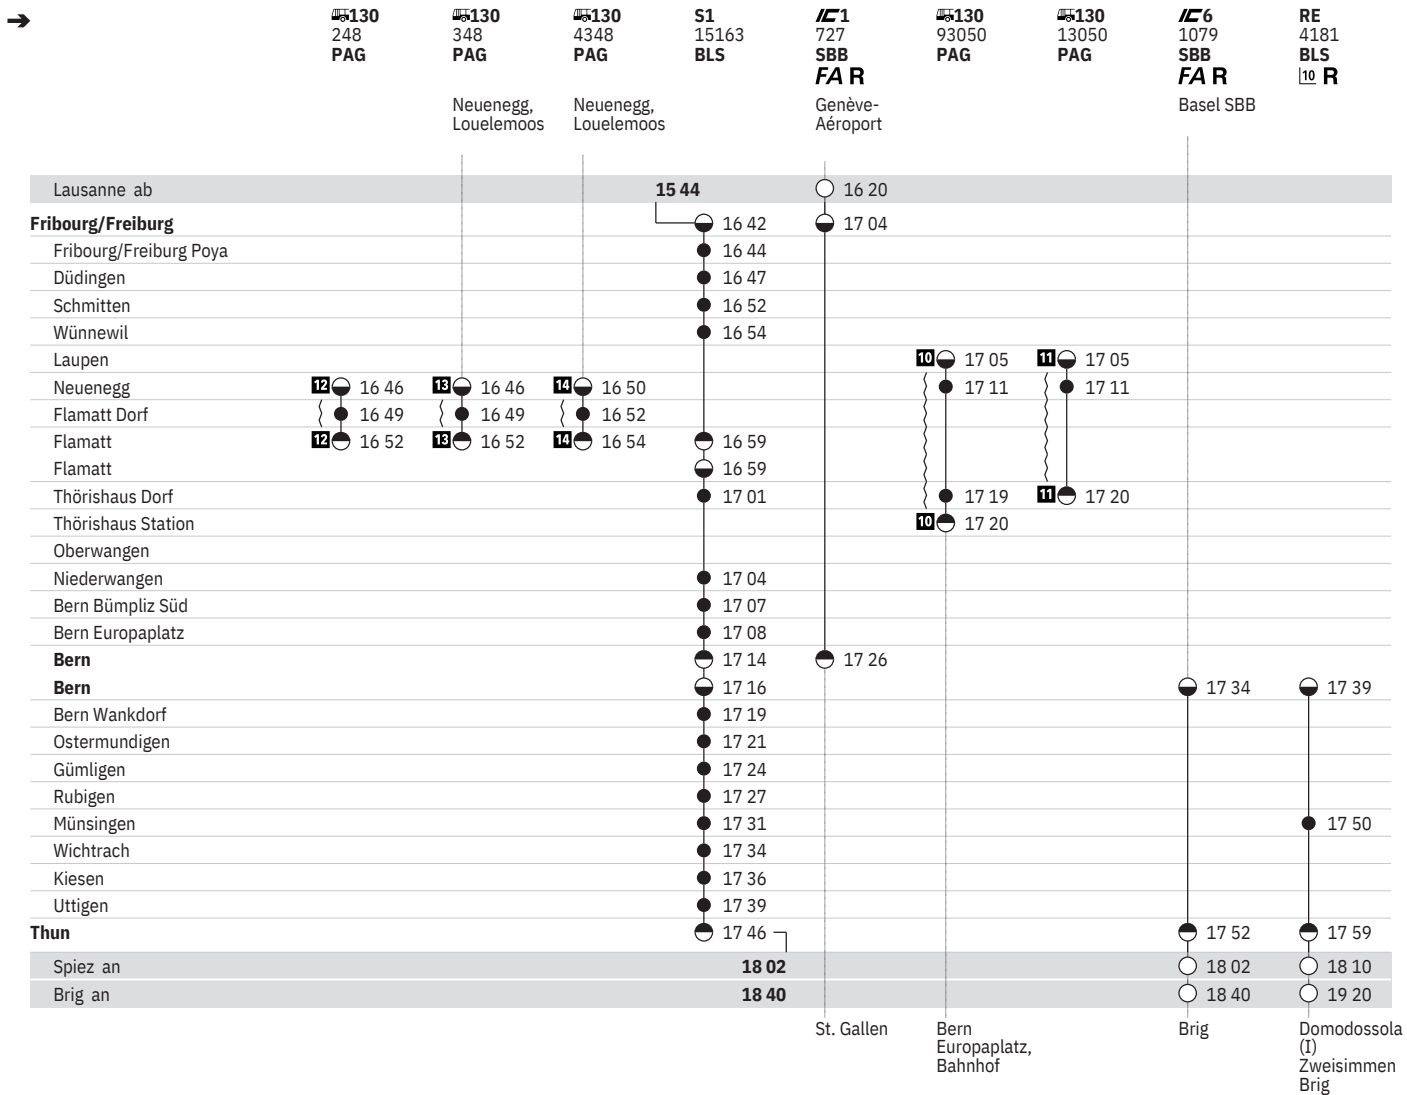 ➔ 130 130 130 S1 IC1 130 130 IC6 RE
248 348 4348 15163 727 93050 13050 1079 4181
PAG PAG PAG BLS SBB PAG PAG SBB BLS
FA R FA R 10 R
Neuenegg, Neuenegg, Genève- Basel SBB
Louelemoos Louelemoos Aéroport
Lausanne ab 15 44 16 20
Fribourg/Freiburg 16 42 17 04
Fribourg/Freiburg Poya 16 44
Düdingen 16 47
Schmitten 16 52
Wünnewil 16 54
Laupen 10 17 05 11 17 05
Neuenegg 12 16 46 13 16 46 14 16 50 17 11 17 11
Flamatt Dorf 16 49 16 49 16 52
Flamatt 12 16 52 13 16 52 14 16 54 16 59
Flamatt 16 59
Thörishaus Dorf 17 01 17 19 11 17 20
Thörishaus Station 10 17 20
Oberwangen
Niederwangen 17 04
Bern Bümpliz Süd 17 07
Bern Europaplatz 17 08
Bern 17 14 17 26
Bern 17 16 17 34 17 39
Bern Wankdorf 17 19
Ostermundigen 17 21
Gümligen 17 24
Rubigen 17 27
Münsingen 17 31 17 50
Wichtrach 17 34
Kiesen 17 36
Uttigen 17 39
Thun 17 46 17 52 17 59
Spiez an 18 02 18 02 18 10
Brig an 18 40 18 40 19 20
St. Gallen Bern Brig Domodossola
Europaplatz, (I)
Bahnhof Zweisimmen
Brig